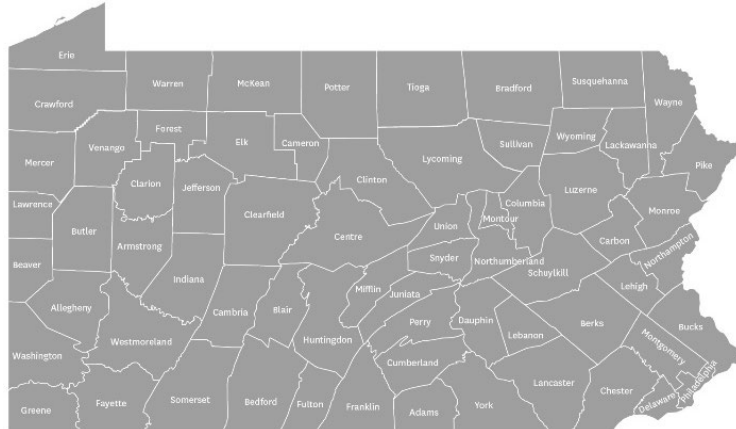 Erie
Warren
McKean
Potter
Tioga
Bradford
Susquehanna
Wayne
Crawford
Forest
Venango
Elk
Cameron
Lycoming
Sullivan
Wyoming
Lackawanna
Pike
Mercer
Clarion
Jefferson
Clinton
Luzerne
Columbia
Montour
Monroe
Lawrence
Butler
Armstrong
Clearfield
Centre
Union
Snyder
Northumberland
Schuylkill
Carbon
Northampton
Lehigh
Beaver
Indiana
Mifflin
Juniata
Allegheny
Westmoreland
Cambria
Blair
Huntingdon
Perry
Dauphin
Lebanon
Berks
Bucks
Montgomery
Philadelphia
Washington
Cumberland
Lancaster
Chester
Delaware
Greene
Fayette
Somerset
Bedford
Fulton
Franklin
Adams
York